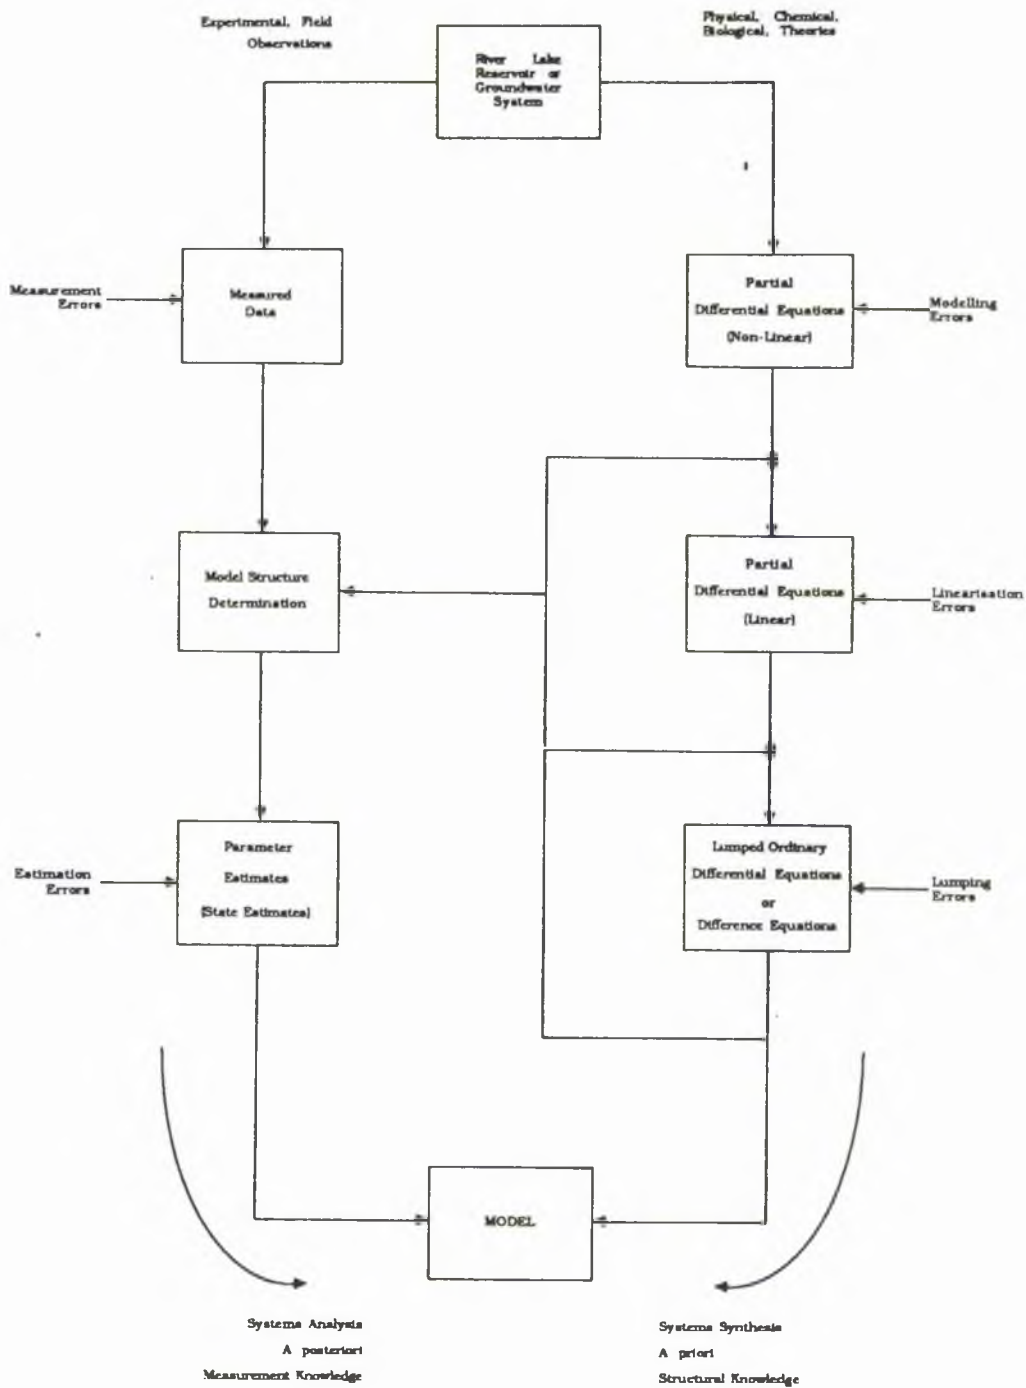 Experimental, Field
Observations
Physical, Chemical,
Biological, Theories
River Lake
Reservoir or
Groundwater
System
Measurement
Errors
Measured
Data
Partial
Differential Equations
(Non-Linear)
Modelling
Errors
Model Structure
Determination
Partial
Differential Equations
(Linear)
Linearisation
Errors
Estimation
Errors
Parameter
Estimates
(State Estimates)
Lumped Ordinary
Differential Equations
or
Difference Equations
Lumping
Errors
MODEL
Systems Analysis
A posteriori
Measurement Knowledge
Systems Synthesis
A priori
Structural Knowledge